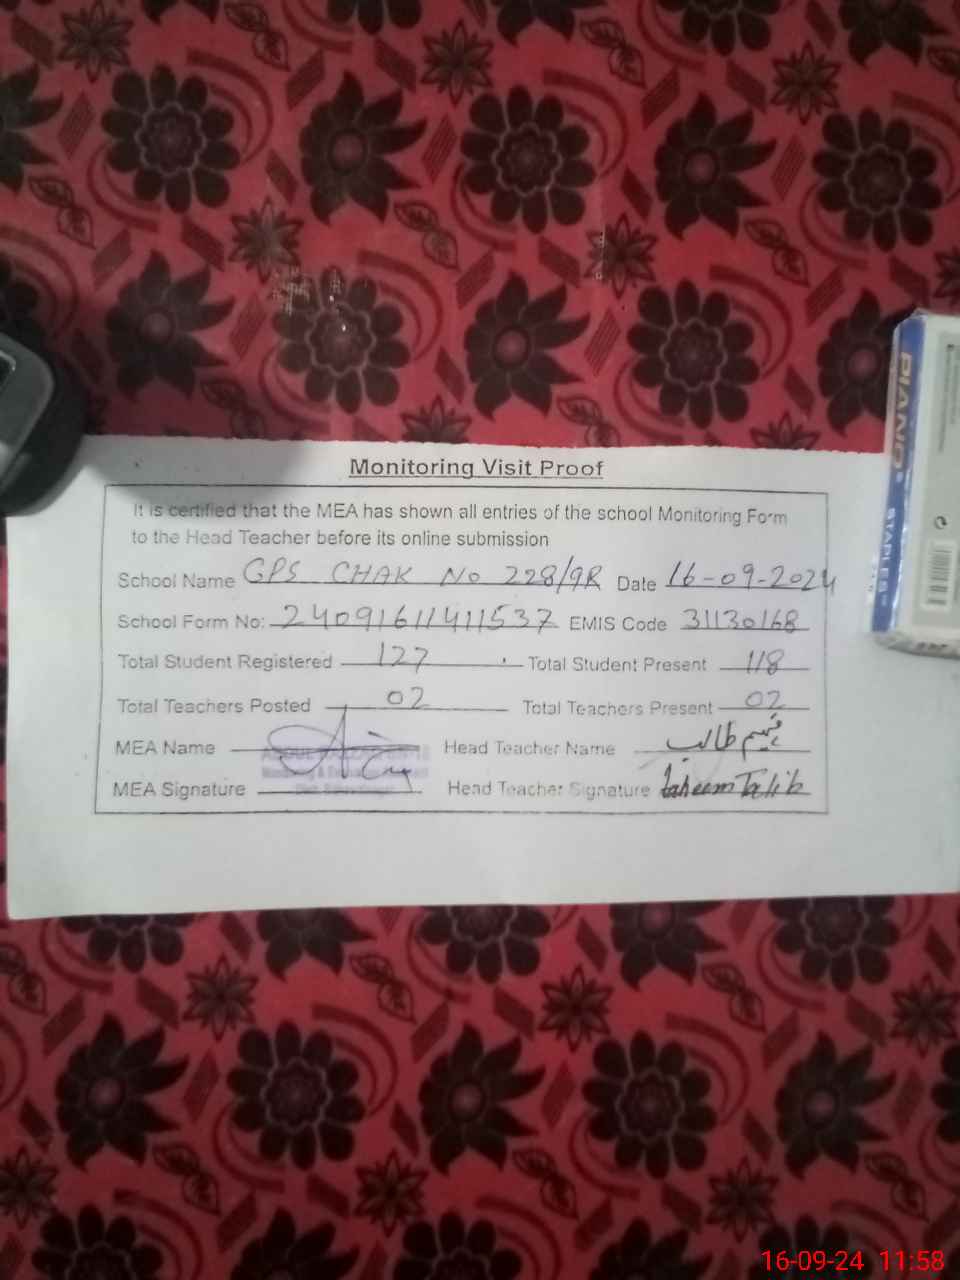 Monitoring Visit Proof
It is certified that the MEA has shown all entries of the school Monitoring Form
to the Head Teacher before its online submission
School Name GPS CHAK No 228/9R Date 16-09-2024
School Form No: 24091611411537 EMIS Code 31130168
Total Student Registered 127 Total Student Present 118
Total Teachers Posted 02 Total Teachers Present 02
MEA Name Head Teacher Name فہیم طالب
MEA Signature Head Teacher Signature Faheem Talib
PIANO
STAPLES
16-09-24 11:58